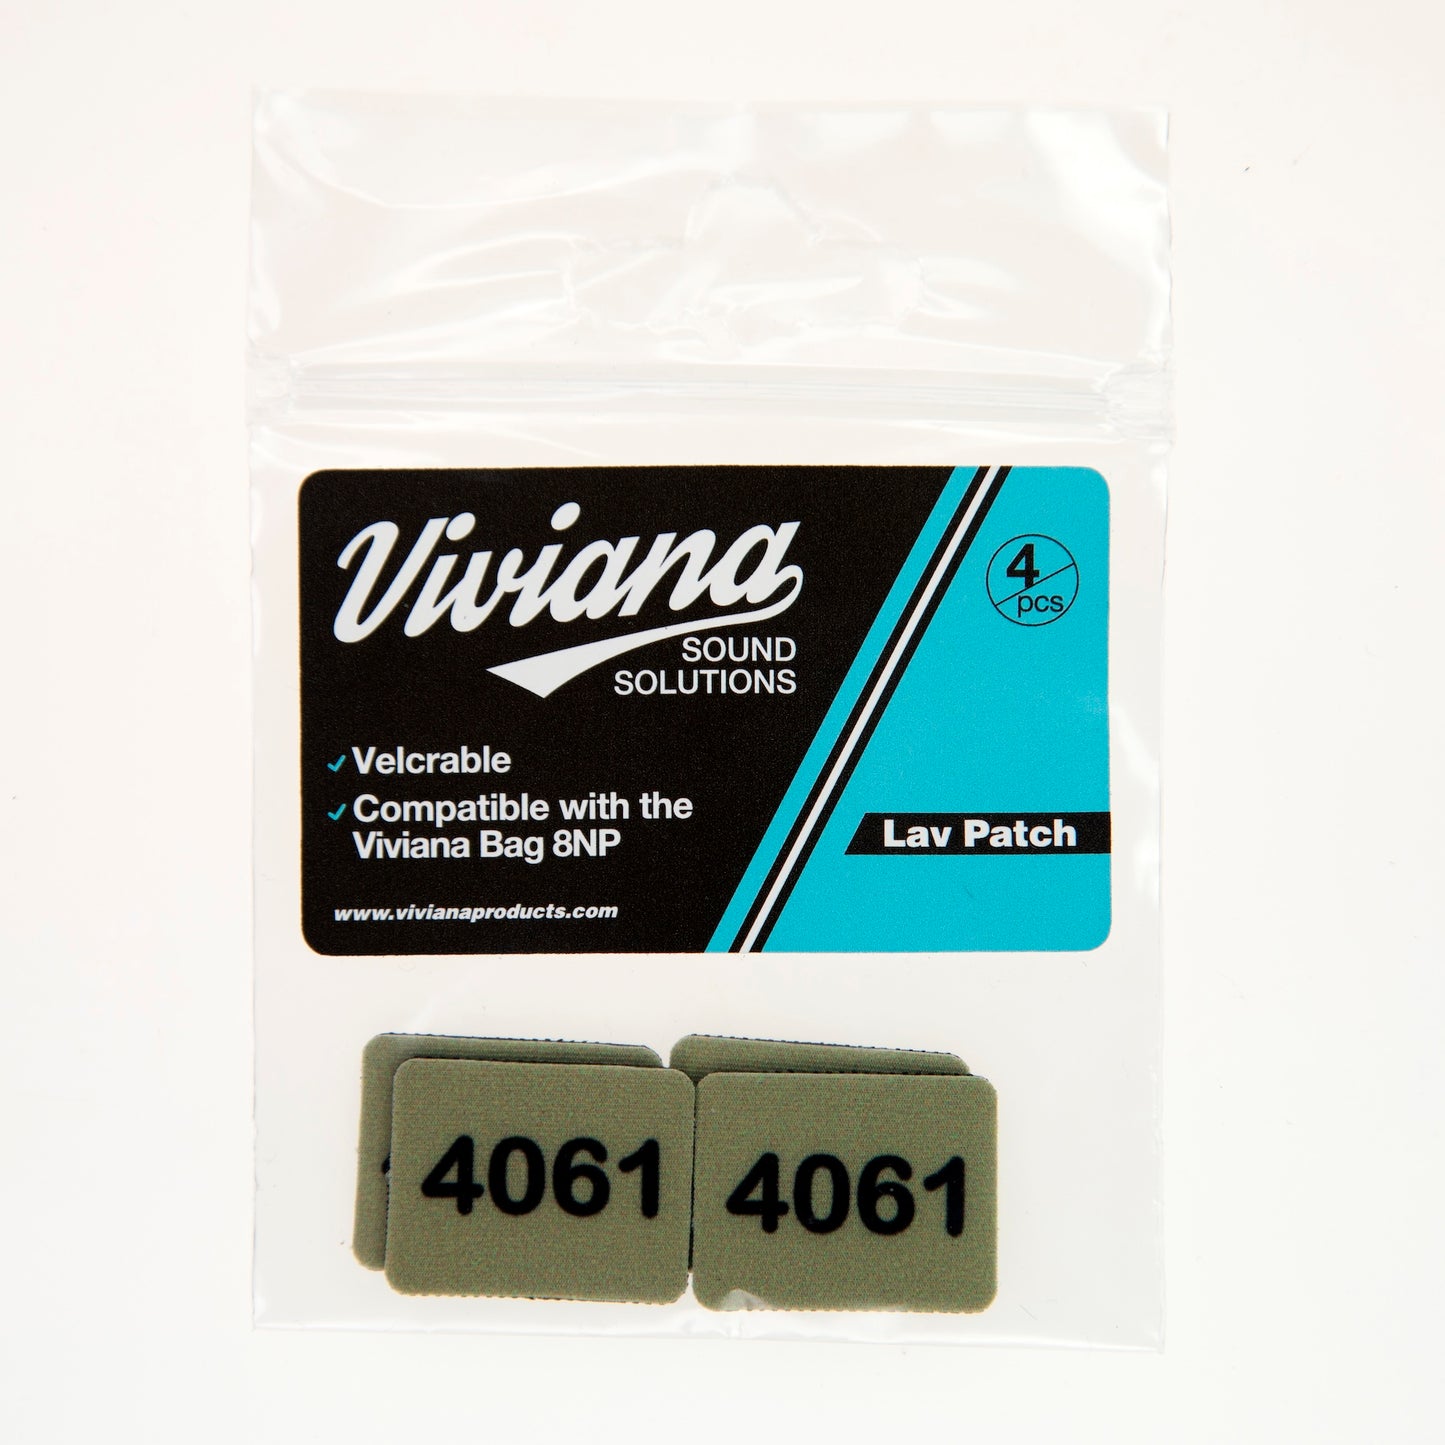 Viviana
SOUND
SOLUTIONS
4
pcs
Velcrable
Compatible with the
Viviana Bag 8NP
Lav Patch
www.vivianaproducts.com
4061
4061